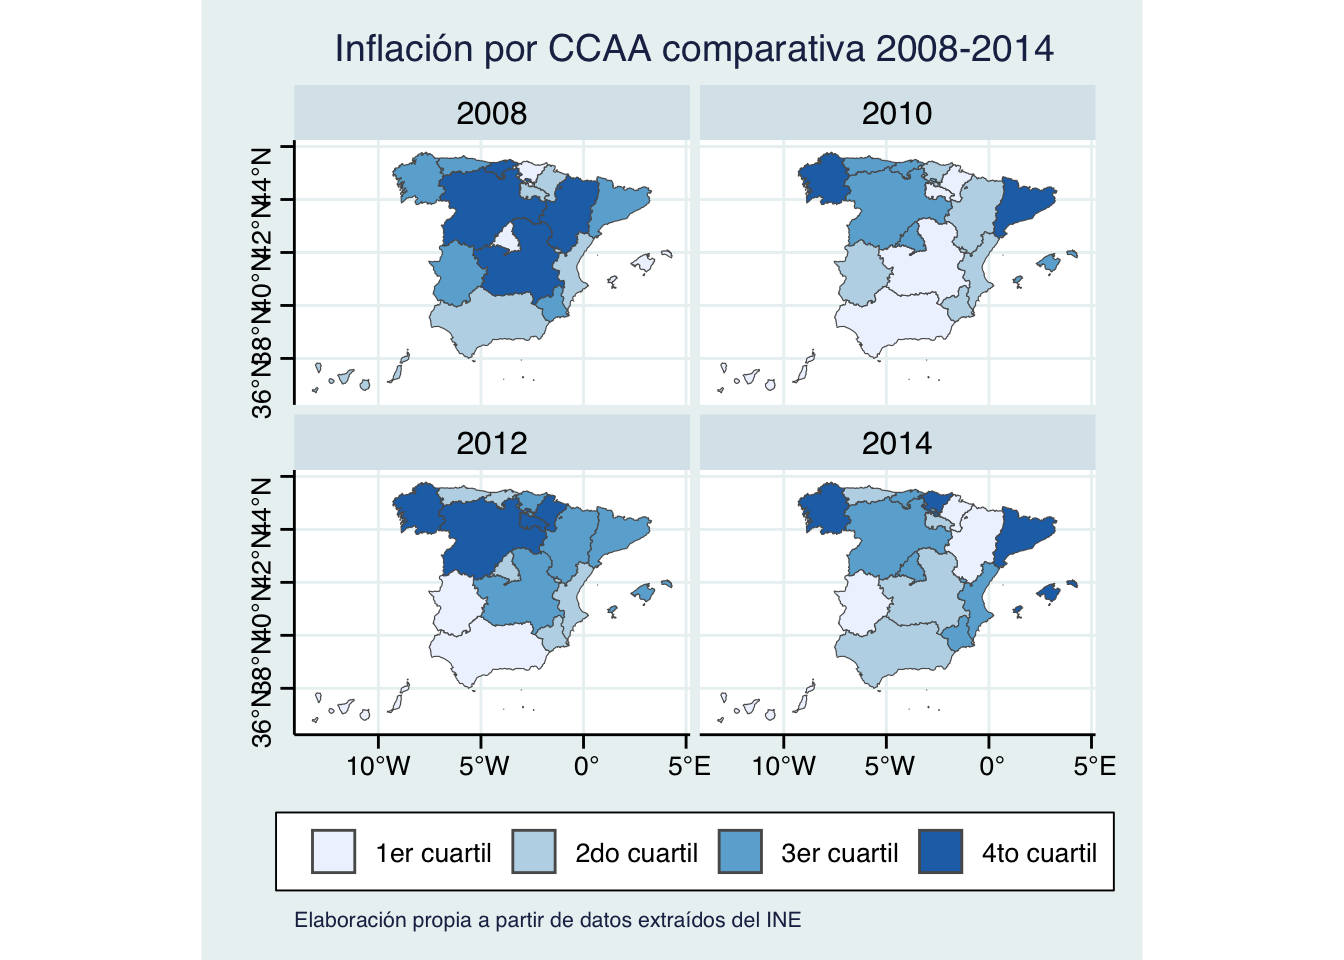 Inflación por CCAA comparativa 2008-2014
2008
2010
44°N
42°N
40°N
38°N
36°N
2012
2014
44°N
42°N
40°N
38°N
36°N
10°W 5°W 0° 5°E 10°W 5°W 0° 5°E
1er cuartil 2do cuartil 3er cuartil 4to cuartil
Elaboración propia a partir de datos extraídos del INE